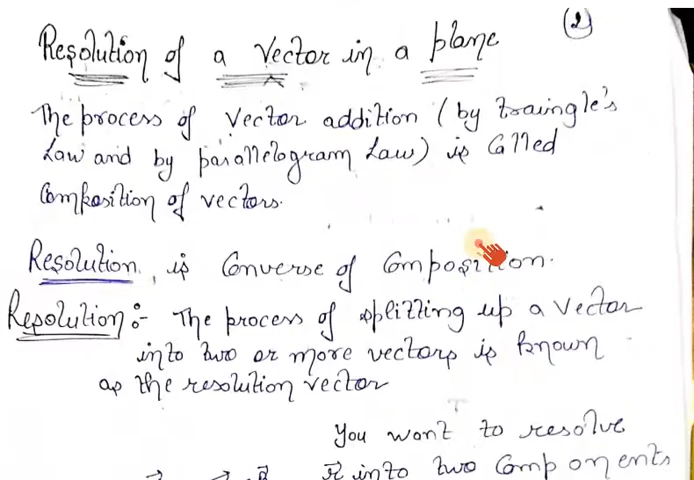 (2)
Resolution of a vector in a plane
The process of vector addition (by traingle's
Law and by parallelogram Law) is called
Composition of vectors.
Resolution is Converse of Composition.
Resolution :- The process of splitting up a vector
into two or more vectors is known
as the resolution vector
You want to resolve
r into two Components